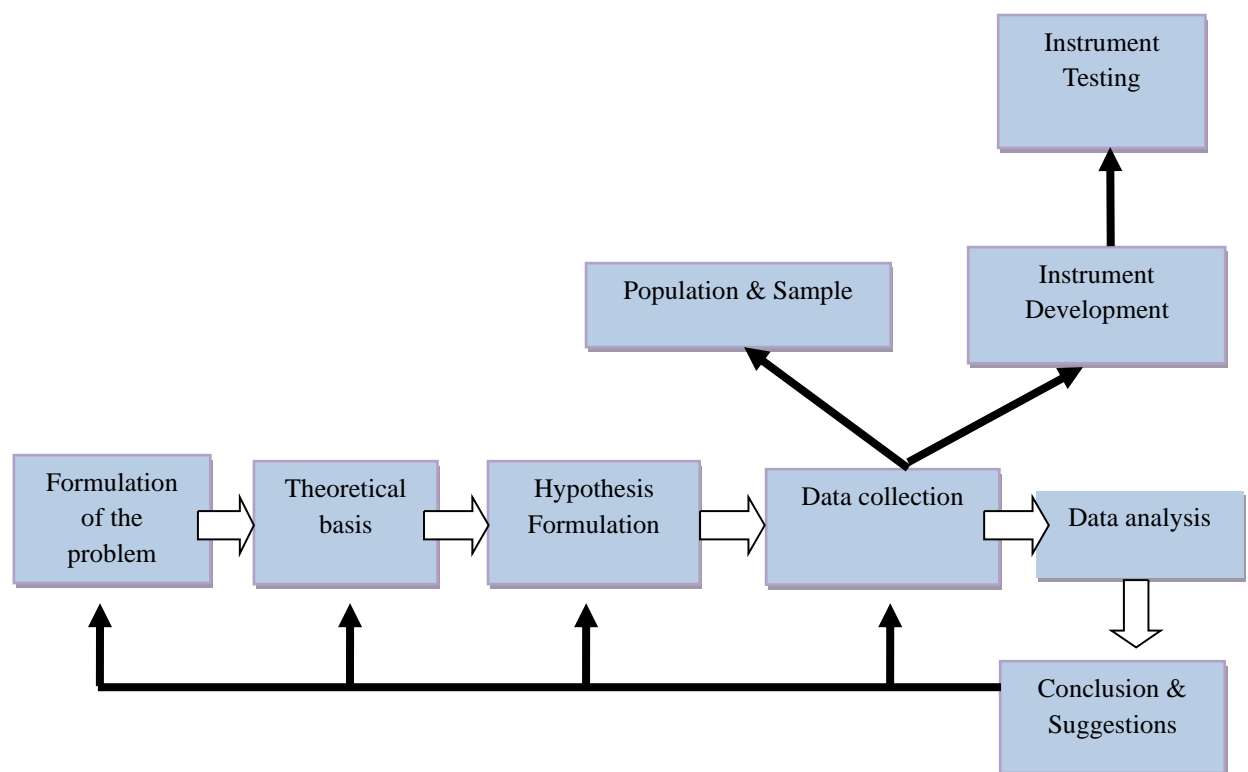 Instrument
Testing
Population & Sample
Instrument
Development
Formulation
of the
problem
Theoretical
basis
Hypothesis
Formulation
Data collection
Data analysis
Conclusion &
Suggestions